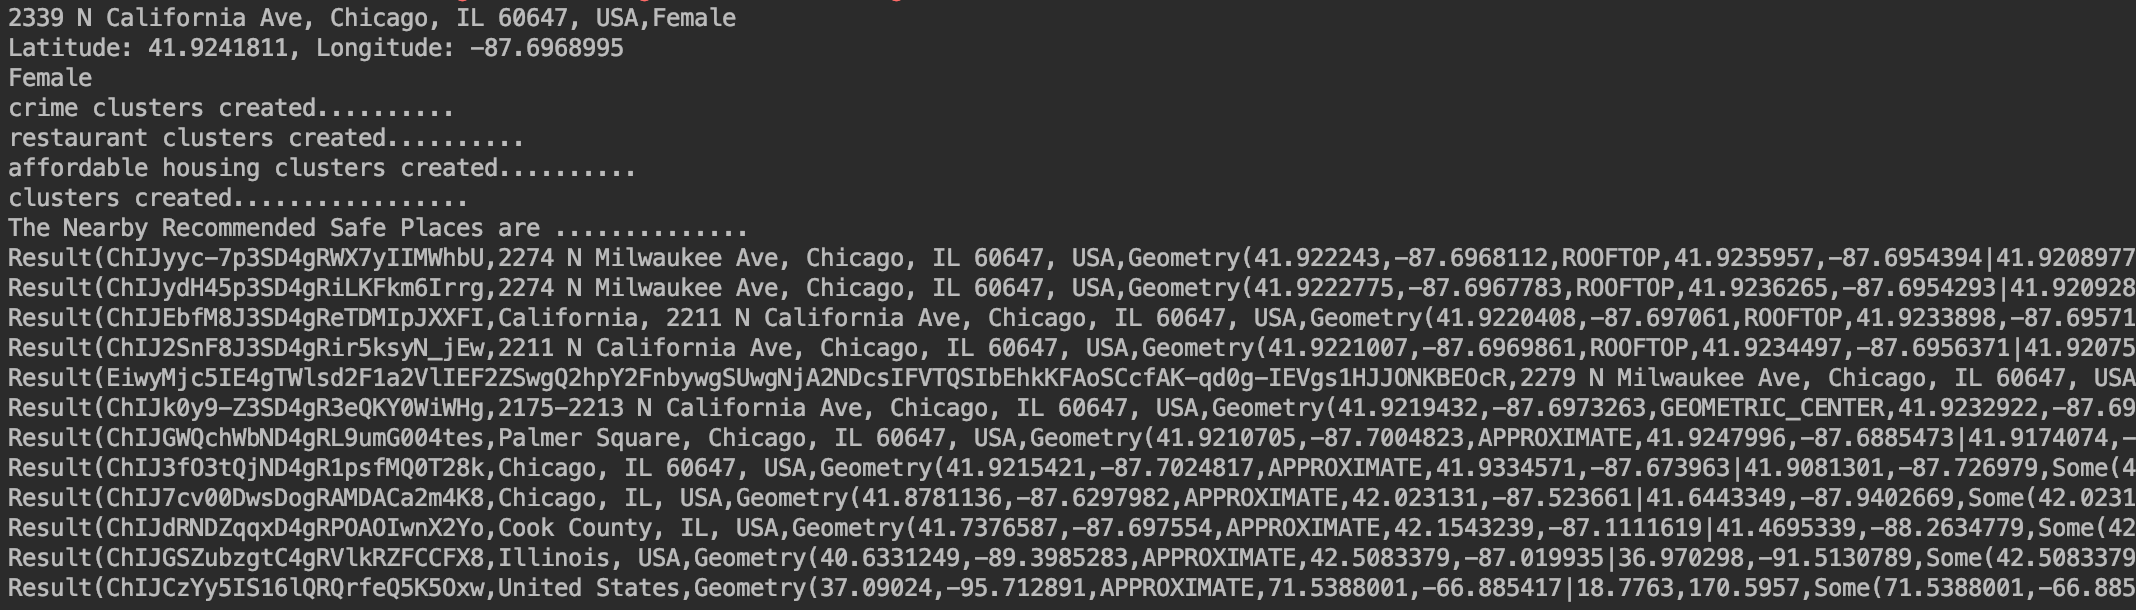 2339 N California Ave, Chicago, IL 60647, USA,Female
Latitude: 41.9241811, Longitude: -87.6968995
Female
crime clusters created..........
restaurant clusters created..........
affordable housing clusters created..........
clusters created.................
The Nearby Recommended Safe Places are ..............
Result(ChIJyyc-7p3SD4gRWX7yIIMWhbU,2274 N Milwaukee Ave, Chicago, IL 60647, USA,Geometry(41.922243,-87.6968112,ROOFTOP,41.9235957,-87.6954394|41.9208977
Result(ChIJydH45p3SD4gRiLKFkm6Irrg,2274 N Milwaukee Ave, Chicago, IL 60647, USA,Geometry(41.9222775,-87.6967783,ROOFTOP,41.9236265,-87.6954293|41.920928
Result(ChIJEbfM8J3SD4gReTDMIpJXXFI,California, 2211 N California Ave, Chicago, IL 60647, USA,Geometry(41.9220408,-87.697061,ROOFTOP,41.9233898,-87.69571
Result(ChIJ2SnF8J3SD4gRir5ksyN_jEw,2211 N California Ave, Chicago, IL 60647, USA,Geometry(41.9221007,-87.6969861,ROOFTOP,41.9234497,-87.6956371|41.92075
Result(EiwyMjc5IE4gTWlsd2F1a2VlIEF2ZSwgQ2hpY2FnbywgSUwgNjA2NDcsIFVTQSIbEhkKFAoSCcfAK-qd0g-IEVgs1HJJONKBEOcR,2279 N Milwaukee Ave, Chicago, IL 60647, USA
Result(ChIJk0y9-Z3SD4gR3eQKY0WiWHg,2175-2213 N California Ave, Chicago, IL 60647, USA,Geometry(41.9219432,-87.6973263,GEOMETRIC_CENTER,41.9232922,-87.69
Result(ChIJGWQchWbND4gRL9umG004tes,Palmer Square, Chicago, IL 60647, USA,Geometry(41.9210705,-87.7004823,APPROXIMATE,41.9247996,-87.6885473|41.9174074,-
Result(ChIJ3fO3tQjND4gR1psfMQ0T28k,Chicago, IL 60647, USA,Geometry(41.9215421,-87.7024817,APPROXIMATE,41.9334571,-87.673963|41.9081301,-87.726979,Some(4
Result(ChIJ7cv00DwsDogRAMDACa2m4K8,Chicago, IL, USA,Geometry(41.8781136,-87.6297982,APPROXIMATE,42.023131,-87.523661|41.6443349,-87.9402669,Some(42.0231
Result(ChIJdRNDZqqxD4gRPOAOIwnX2Yo,Cook County, IL, USA,Geometry(41.7376587,-87.697554,APPROXIMATE,42.1543239,-87.1111619|41.4695339,-88.2634779,Some(42
Result(ChIJGSZubzgtC4gRVlkRZFCCFX8,Illinois, USA,Geometry(40.6331249,-89.3985283,APPROXIMATE,42.5083379,-87.019935|36.970298,-91.5130789,Some(42.5083379
Result(ChIJCzYy5IS16lQRQrfeQ5K5Oxw,United States,Geometry(37.09024,-95.712891,APPROXIMATE,71.5388001,-66.885417|18.7763,170.5957,Some(71.5388001,-66.885